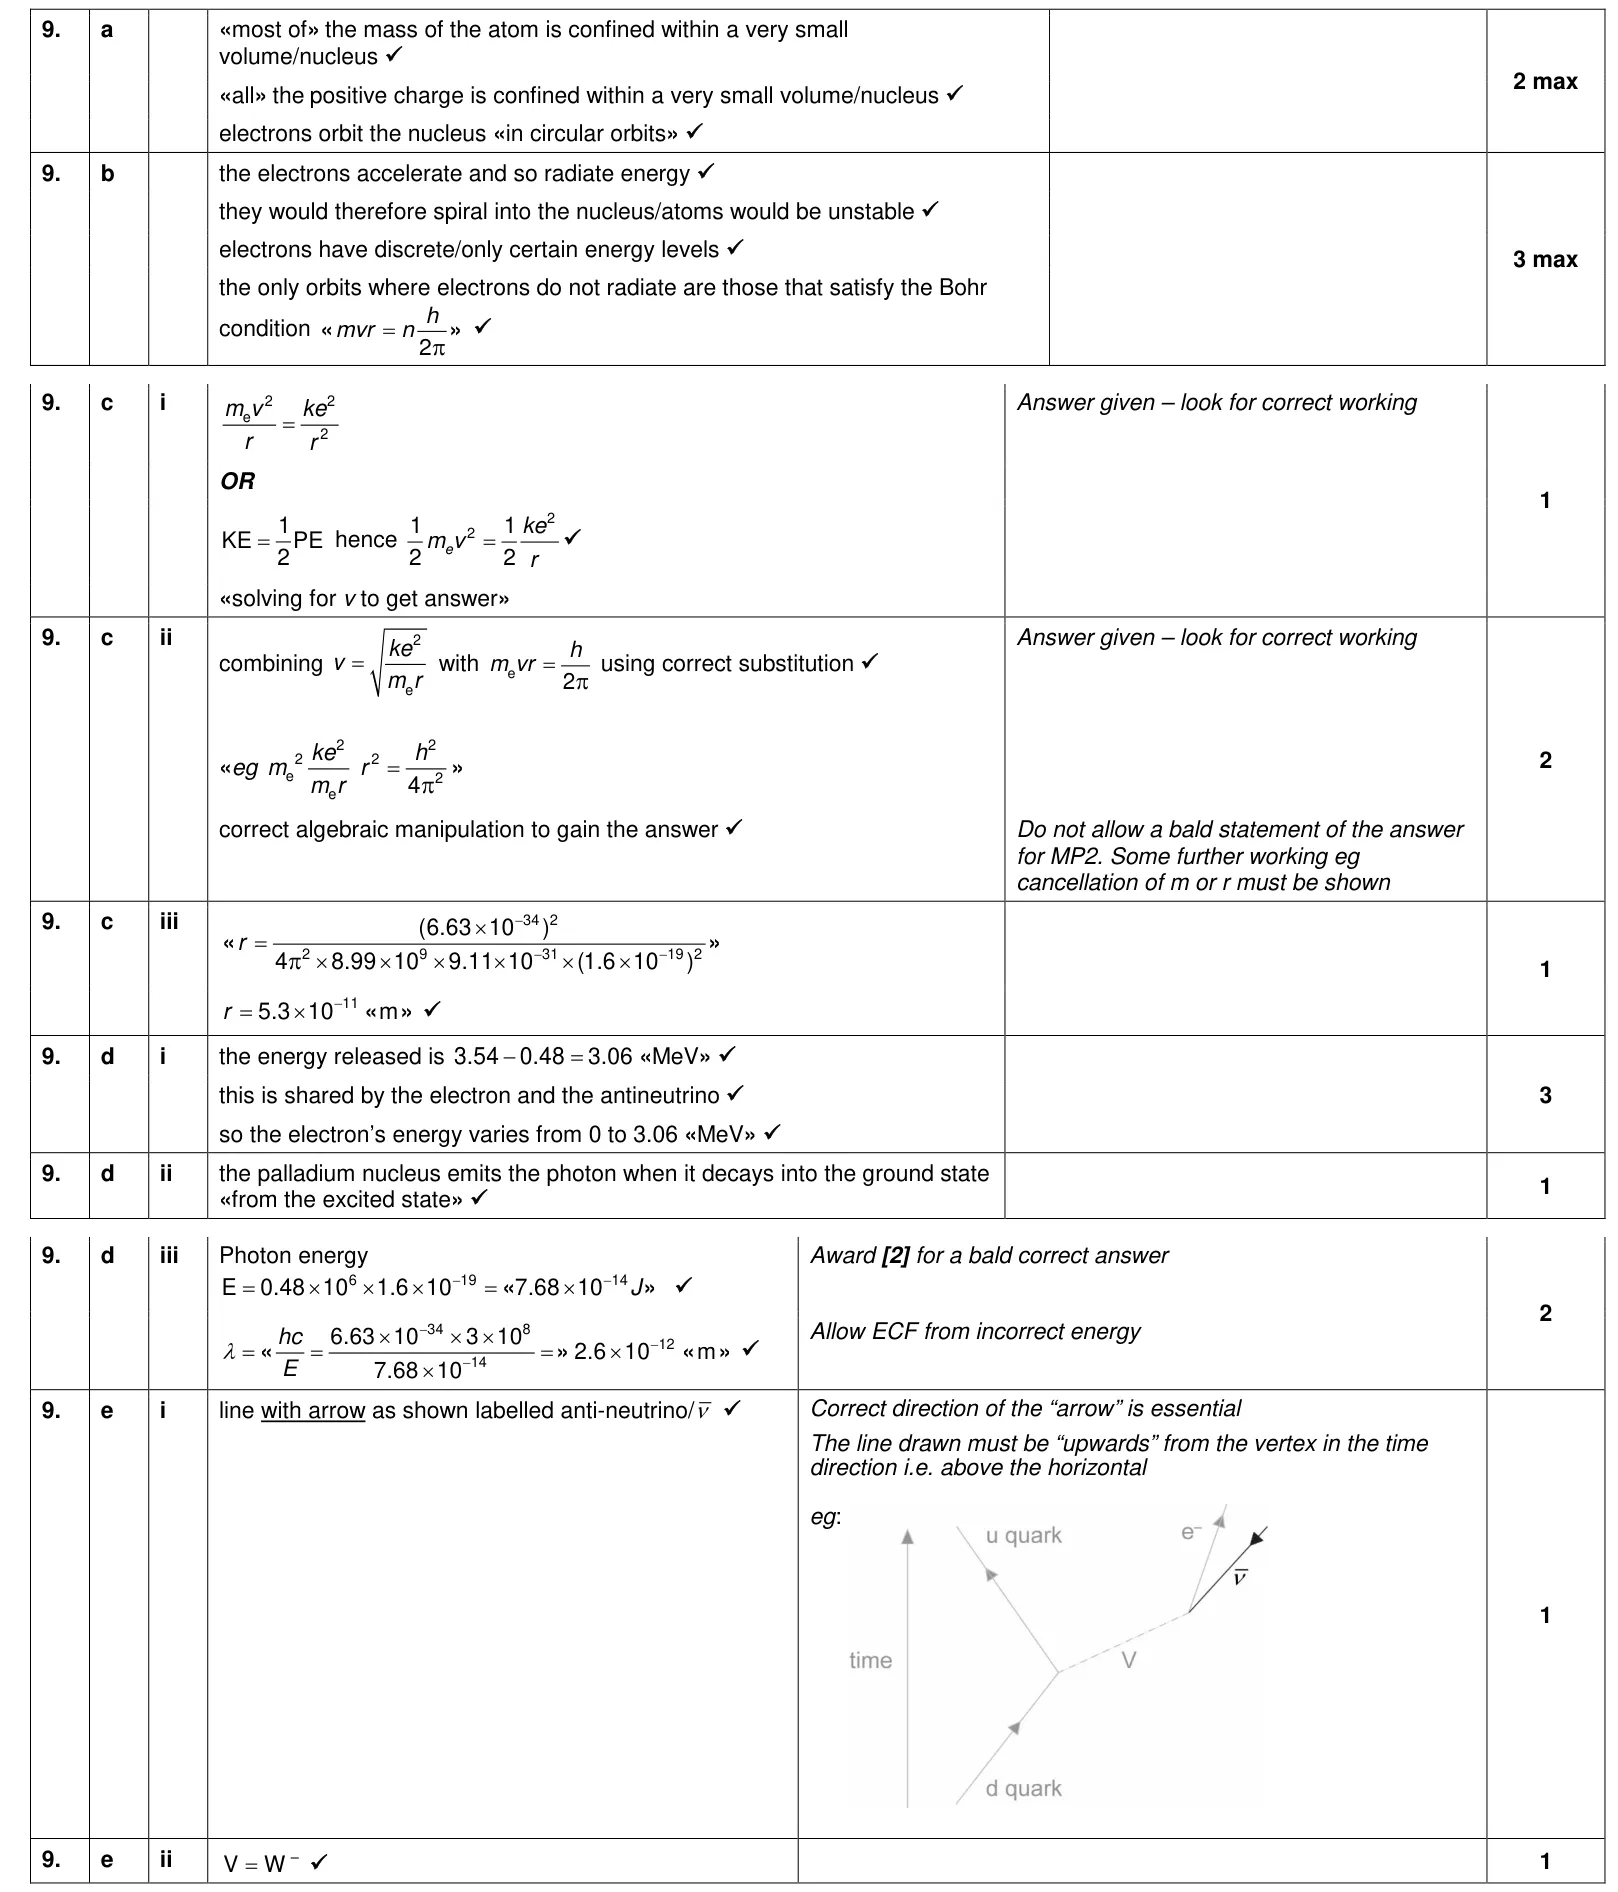 9. a «most of» the mass of the atom is confined within a very small
volume/nucleus ✓
«all» the positive charge is confined within a very small volume/nucleus ✓
electrons orbit the nucleus «in circular orbits» ✓
2 max
9. b the electrons accelerate and so radiate energy ✓
they would therefore spiral into the nucleus/atoms would be unstable ✓
electrons have discrete/only certain energy levels ✓
the only orbits where electrons do not radiate are those that satisfy the Bohr
condition «mvr = n h/2π» ✓
3 max
9. c i mₑv²/r = ke²/r²
OR
KE = 1/2 PE hence 1/2 mₑv² = 1/2 ke²/r ✓
«solving for v to get answer»
Answer given – look for correct working
1
9. c ii combining v = √(ke²/mₑr) with mₑvr = h/2π using correct substitution ✓
«eg mₑ² ke²/mₑr r² = h²/4π²»
correct algebraic manipulation to gain the answer ✓
Answer given – look for correct working
Do not allow a bald statement of the answer
for MP2. Some further working eg
cancellation of m or r must be shown
2
9. c iii «r = (6.63×10⁻³⁴)²/4π²×8.99×10⁹×9.11×10⁻³¹×(1.6×10⁻¹⁹)²»
r = 5.3×10⁻¹¹ «m» ✓
1
9. d i the energy released is 3.54 – 0.48 = 3.06 «MeV» ✓
this is shared by the electron and the antineutrino ✓
so the electron's energy varies from 0 to 3.06 «MeV» ✓
3
9. d ii the palladium nucleus emits the photon when it decays into the ground state
«from the excited state» ✓
1
9. d iii Photon energy
E = 0.48×10⁶×1.6×10⁻¹⁹ = «7.68×10⁻¹⁴ J» ✓
λ = «hc/E = 6.63×10⁻³⁴×3×10⁸/7.68×10⁻¹⁴ =» 2.6×10⁻¹² «m» ✓
Award [2] for a bald correct answer
Allow ECF from incorrect energy
2
9. e i line with arrow as shown labelled anti-neutrino/ν̅ ✓
Correct direction of the “arrow” is essential
The line drawn must be “upwards” from the vertex in the time
direction i.e. above the horizontal
eg:
u quark
e⁻
ν̅
time
V
d quark
1
9. e ii V = W⁻ ✓
1